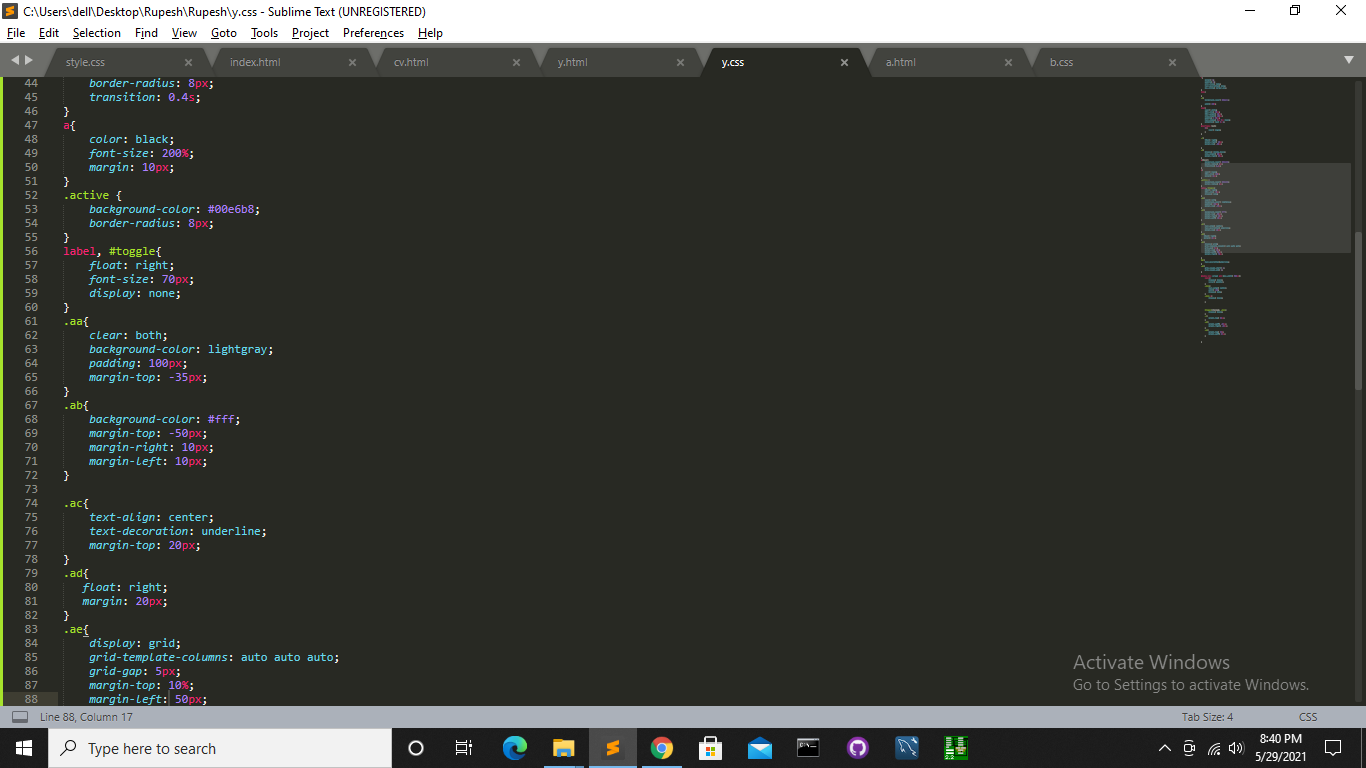 C:\Users\dell\Desktop\Rupesh\Rupesh\y.css - Sublime Text (UNREGISTERED)
File Edit Selection Find View Goto Tools Project Preferences Help
style.css index.html cv.html y.html y.css a.html b.css
44 border-radius: 8px;
45 transition: 0.4s;
46 }
47 a{
48 color: black;
49 font-size: 200%;
50 margin: 10px;
51 }
52 .active {
53 background-color: #00e6b8;
54 border-radius: 8px;
55 }
56 label, #toggle{
57 float: right;
58 font-size: 70px;
59 display: none;
60 }
61 .aa{
62 clear: both;
63 background-color: lightgray;
64 padding: 100px;
65 margin-top: -35px;
66 }
67 .ab{
68 background-color: #fff;
69 margin-top: -50px;
70 margin-right: 10px;
71 margin-left: 10px;
72 }
73
74 .ac{
75 text-align: center;
76 text-decoration: underline;
77 margin-top: 20px;
78 }
79 .ad{
80 float: right;
81 margin: 20px;
82 }
83 .ae{
84 display: grid;
85 grid-template-columns: auto auto auto;
86 grid-gap: 5px;
87 margin-top: 10%;
88 margin-left: 50px;
Activate Windows
Go to Settings to activate Windows.
Line 88, Column 17 Tab Size: 4 CSS
Type here to search
8:40 PM
5/29/2021